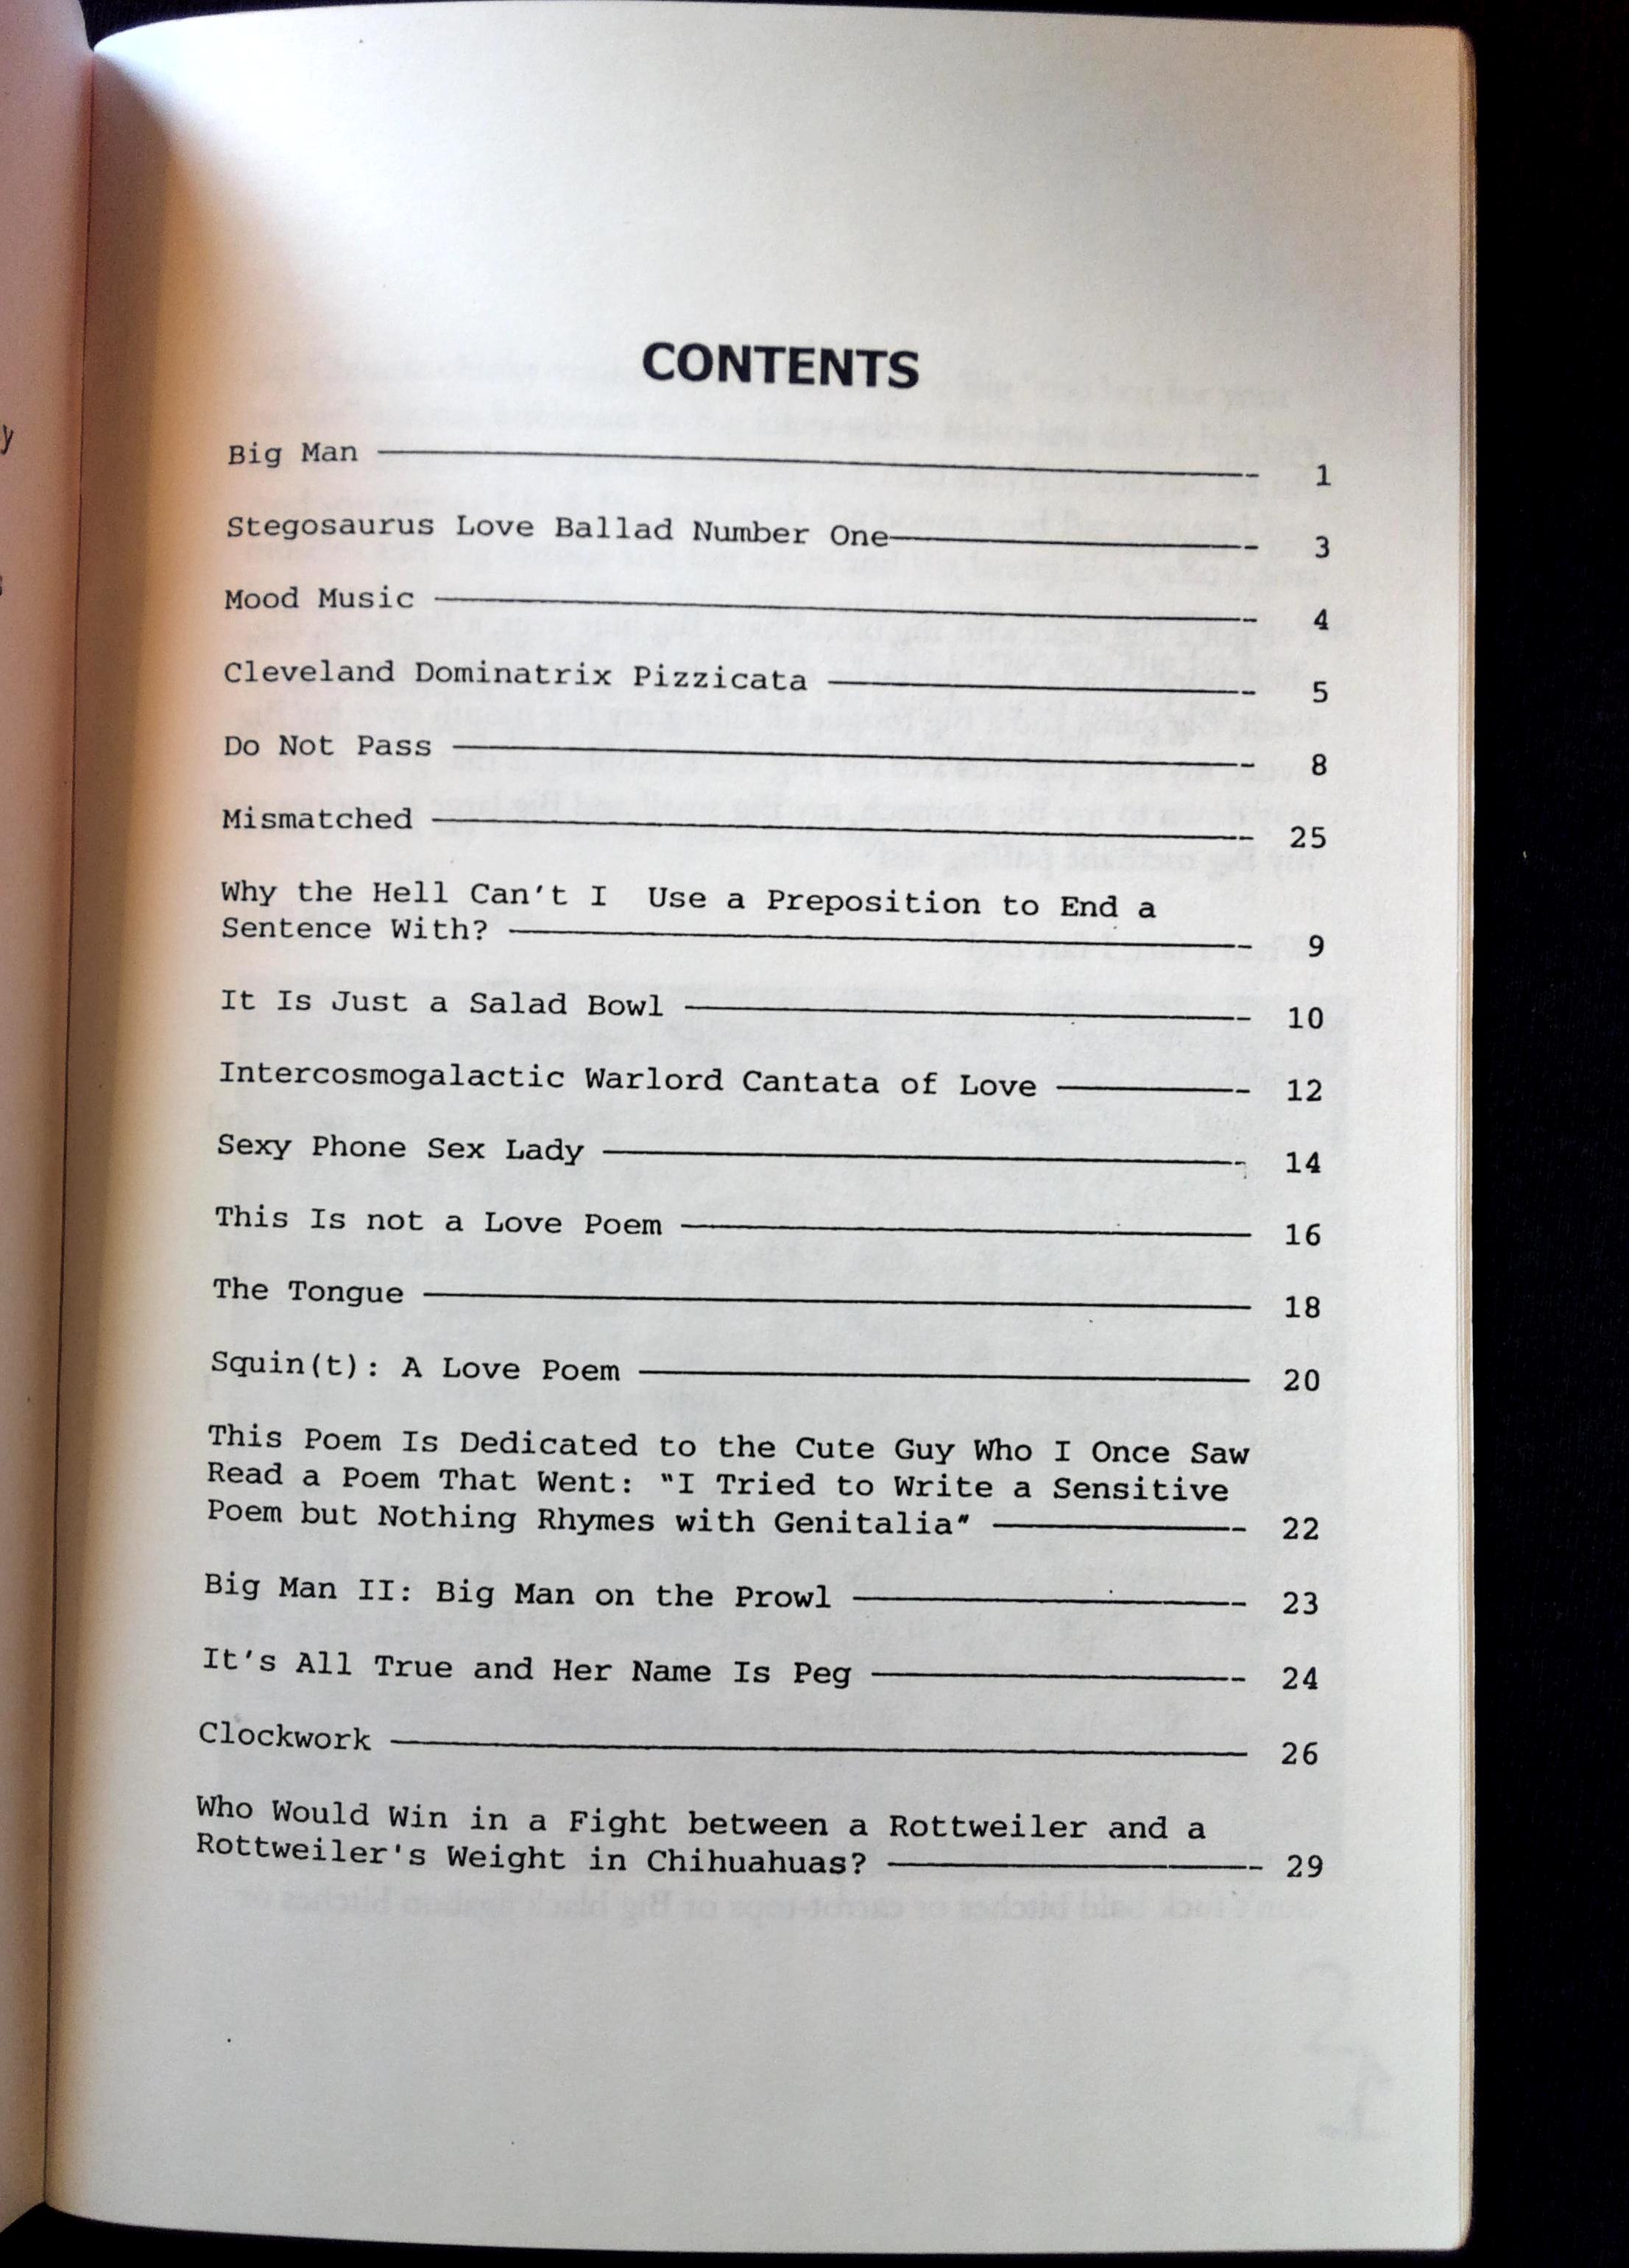 CONTENTS
Big Man 1
Stegosaurus Love Ballad Number One 3
Mood Music 4
Cleveland Dominatrix Pizzicata 5
Do Not Pass 8
Mismatched 25
Why the Hell Can't I Use a Preposition to End a
Sentence With? 9
It Is Just a Salad Bowl 10
Intercosmogalactic Warlord Cantata of Love 12
Sexy Phone Sex Lady 14
This Is not a Love Poem 16
The Tongue 18
Squin(t): A Love Poem 20
This Poem Is Dedicated to the Cute Guy Who I Once Saw
Read a Poem That Went: "I Tried to Write a Sensitive
Poem but Nothing Rhymes with Genitalia" 22
Big Man II: Big Man on the Prowl 23
It's All True and Her Name Is Peg 24
Clockwork 26
Who Would Win in a Fight between a Rottweiler and a
Rottweiler's Weight in Chihuahuas? 29